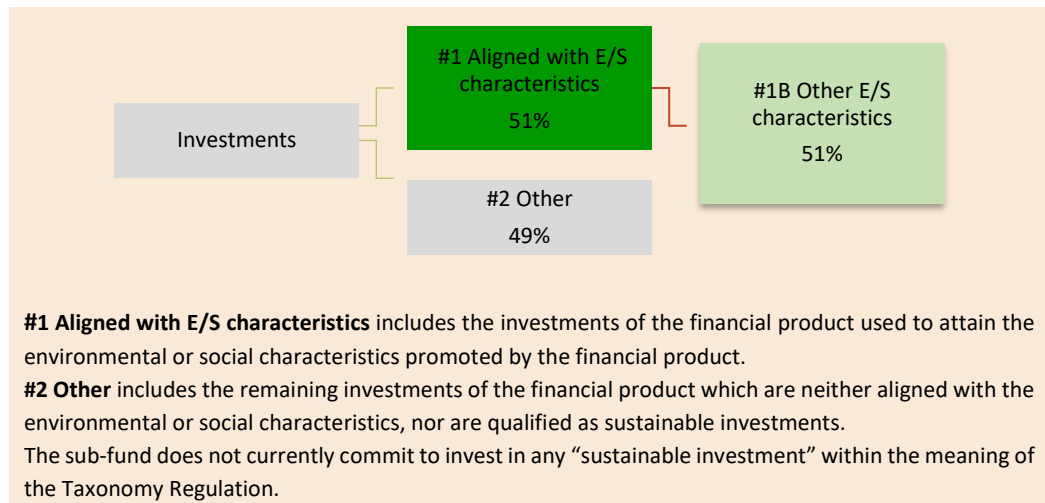 Investments
#1 Aligned with E/S
characteristics
51%
#1B Other E/S
characteristics
51%
#2 Other
49%
#1 Aligned with E/S characteristics includes the investments of the financial product used to attain the
environmental or social characteristics promoted by the financial product.
#2 Other includes the remaining investments of the financial product which are neither aligned with the
environmental or social characteristics, nor are qualified as sustainable investments.
The sub-fund does not currently commit to invest in any “sustainable investment” within the meaning of
the Taxonomy Regulation.